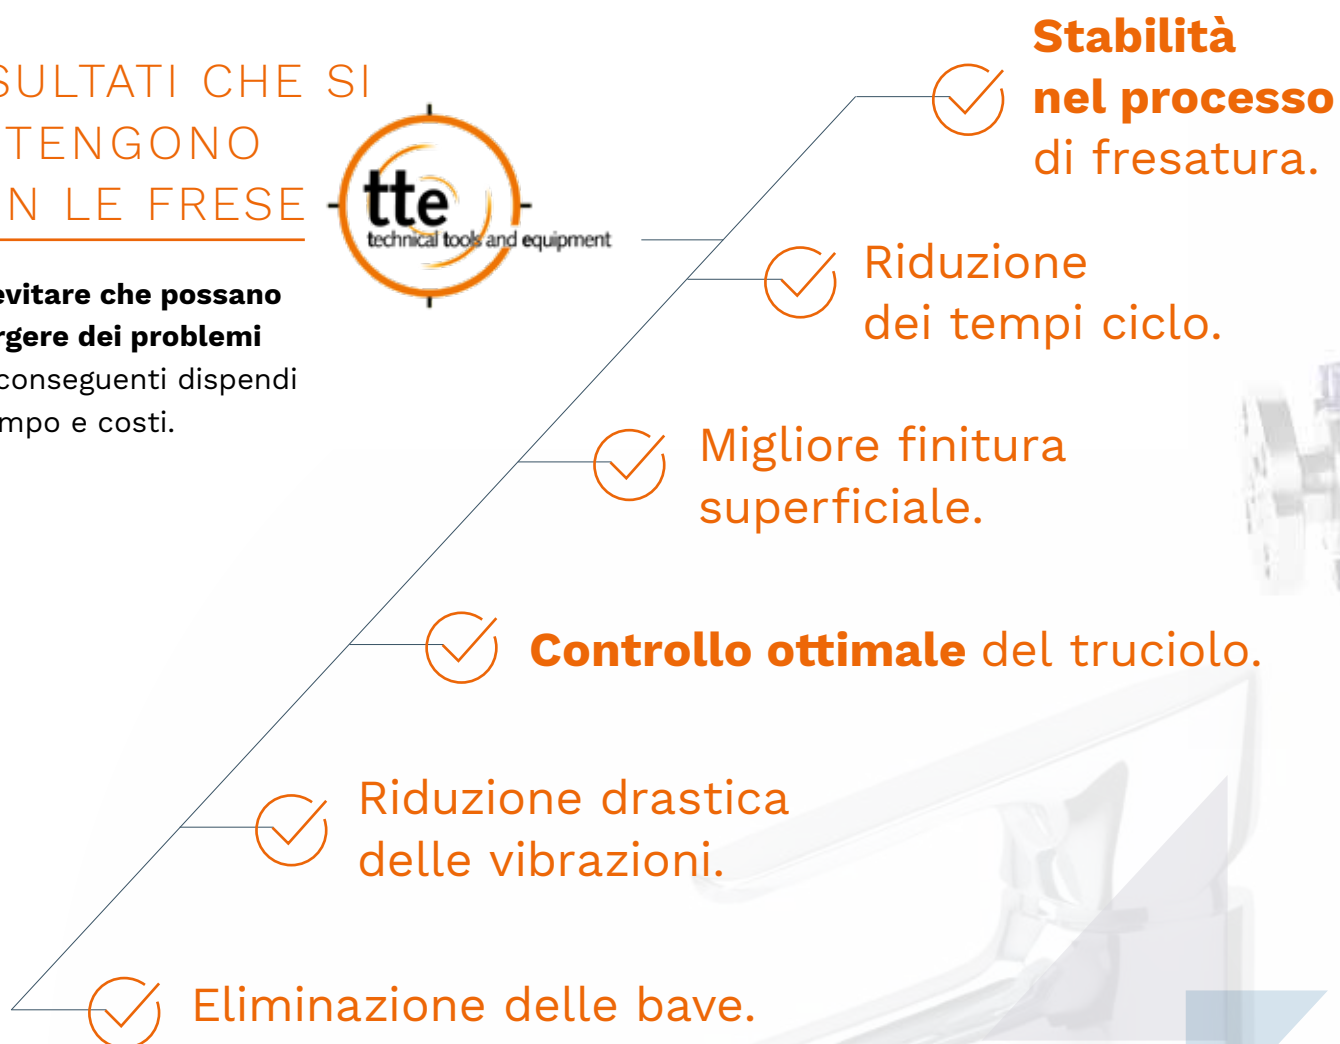 SULTATI CHE SI
TENGONO
N LE FRESE
tte
technical tools and equipment
evitare che possano
rgere dei problemi
conseguenti dispendi
mpo e costi.
Stabilità
nel processo
di fresatura.
Riduzione
dei tempi ciclo.
Migliore finitura
superficiale.
Controllo ottimale del truciolo.
Riduzione drastica
delle vibrazioni.
Eliminazione delle bave.